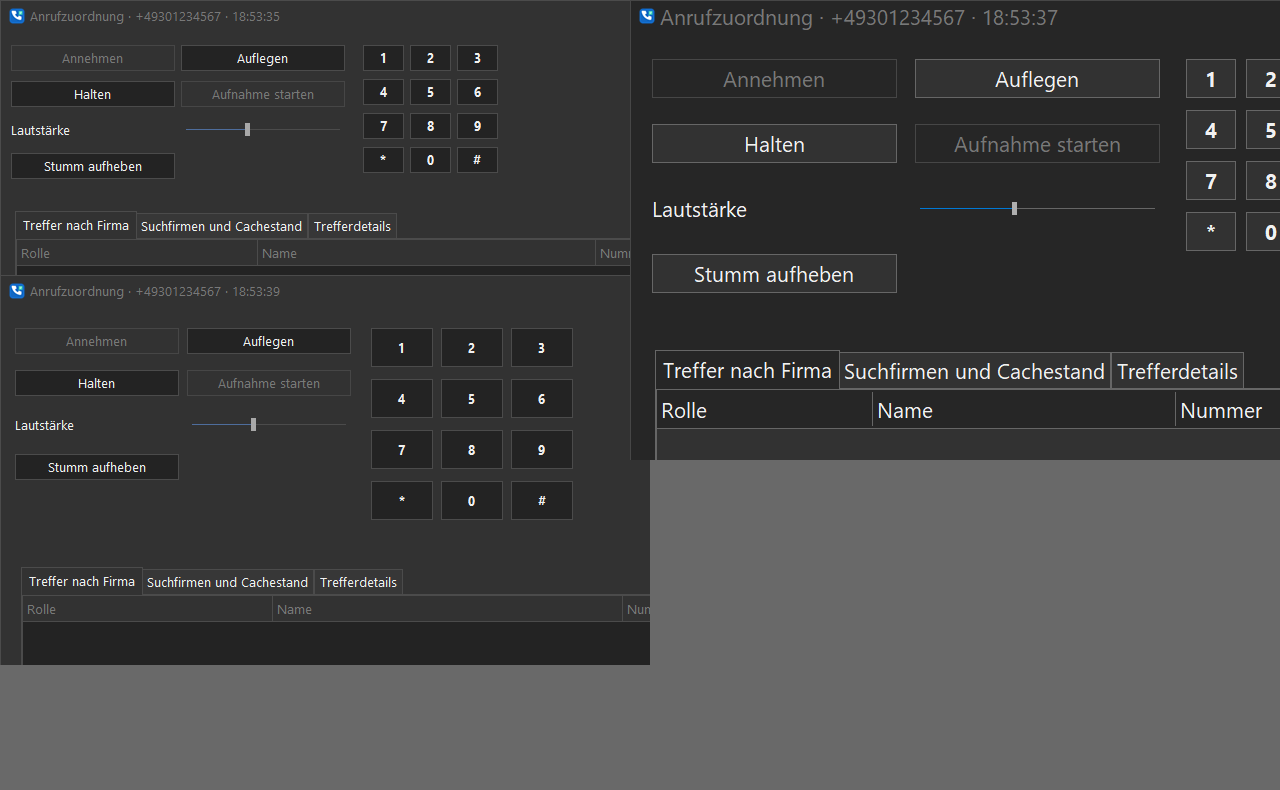 Anrufzuordnung · +49301234567 · 18:53:35
Annehmen Auflegen 1 2 3
Halten Aufnahme starten 4 5 6
Lautstärke 7 8 9
Stumm aufheben * 0 #
Treffer nach Firma Suchfirmen und Cachestand Trefferdetails
Rolle Name
Anrufzuordnung · +49301234567 · 18:53:37
Annehmen Auflegen 1 2
Halten Aufnahme starten 4 5
Lautstärke 7 8
Stumm aufheben * 0
Treffer nach Firma Suchfirmen und Cachestand Trefferdetails
Rolle Name Nummer
Anrufzuordnung · +49301234567 · 18:53:39
Annehmen Auflegen 1 2 3
Halten Aufnahme starten 4 5 6
Lautstärke 7 8 9
Stumm aufheben * 0 #
Treffer nach Firma Suchfirmen und Cachestand Trefferdetails
Rolle Name Num